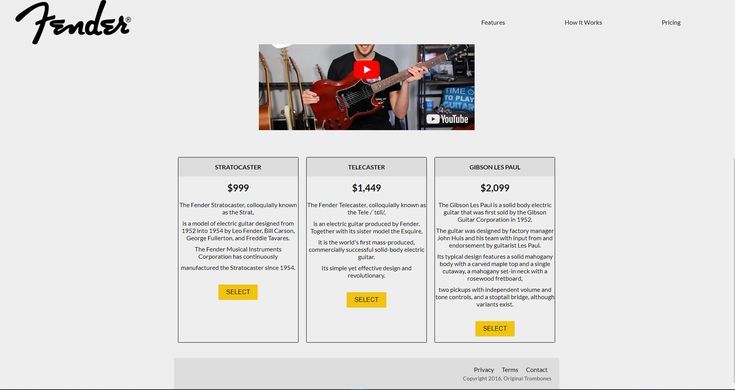 Fender®
Features
How It Works
Pricing
TIME
TO PLAY
GUITAR
YouTube
STRATOCASTER
$999
The Fender Stratocaster, colloquially known
as the Strat,
is a model of electric guitar designed from
1952 into 1954 by Leo Fender, Bill Carson,
George Fullerton, and Freddie Tavares.
The Fender Musical Instruments
Corporation has continuously
manufactured the Stratocaster since 1954.
SELECT
TELECASTER
$1,449
The Fender Telecaster, colloquially known as
the Tele /ˈtɛli/,
is an electric guitar produced by Fender.
Together with its sister model the Esquire,
it is the world's first mass-produced,
commercially successful solid-body electric
guitar.
Its simple yet effective design and
revolutionary.
SELECT
GIBSON LES PAUL
$2,099
The Gibson Les Paul is a solid body electric
guitar that was first sold by the Gibson
Guitar Corporation in 1952.
The guitar was designed by factory manager
John Huis and his team with input from and
endorsement by guitarist Les Paul.
Its typical design features a solid mahogany
body with a carved maple top and a single
cutaway, a mahogany set-in neck with a
rosewood fretboard,
two pickups with independent volume and
tone controls, and a stoptail bridge, although
variants exist.
SELECT
Privacy
Terms
Contact
Copyright 2016, Original Trombones